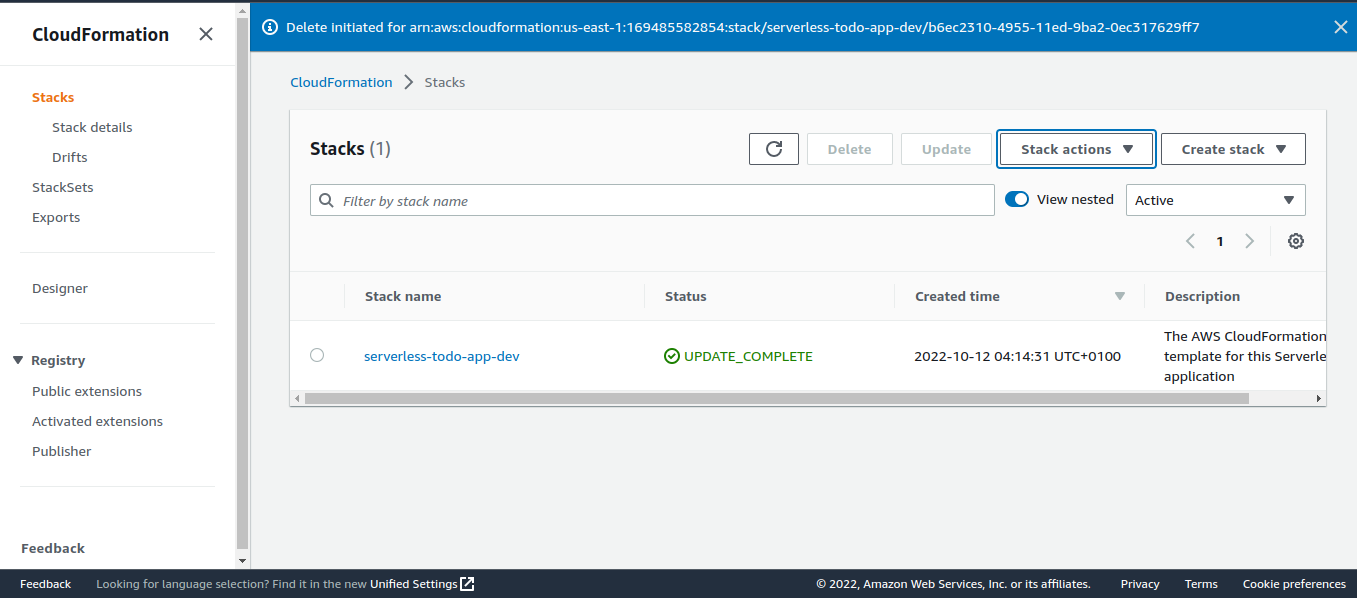 CloudFormation
Delete initiated for arn:aws:cloudformation:us-east-1:169485582854:stack/serverless-todo-app-dev/b6ec2310-4955-11ed-9ba2-0ec317629ff7
Stacks
Stack details
Drifts
StackSets
Exports
Designer
Registry
Public extensions
Activated extensions
Publisher
Feedback
CloudFormation Stacks
Stacks (1)
Delete
Update
Stack actions
Create stack
Filter by stack name
View nested
Active
1
Stack name Status Created time Description
serverless-todo-app-dev UPDATE_COMPLETE 2022-10-12 04:14:31 UTC+0100
The AWS CloudFormation
template for this Serverle
application
Feedback Looking for language selection? Find it in the new Unified Settings © 2022, Amazon Web Services, Inc. or its affiliates. Privacy Terms Cookie preferences